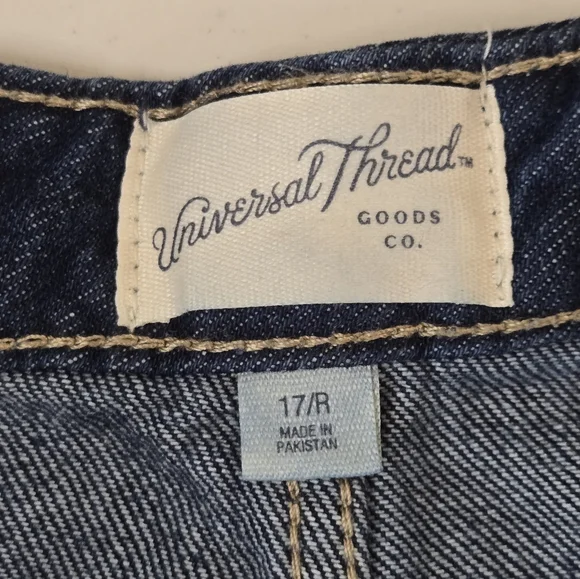 Universal Thread™
GOODS
CO.
17/R
MADE IN
PAKISTAN